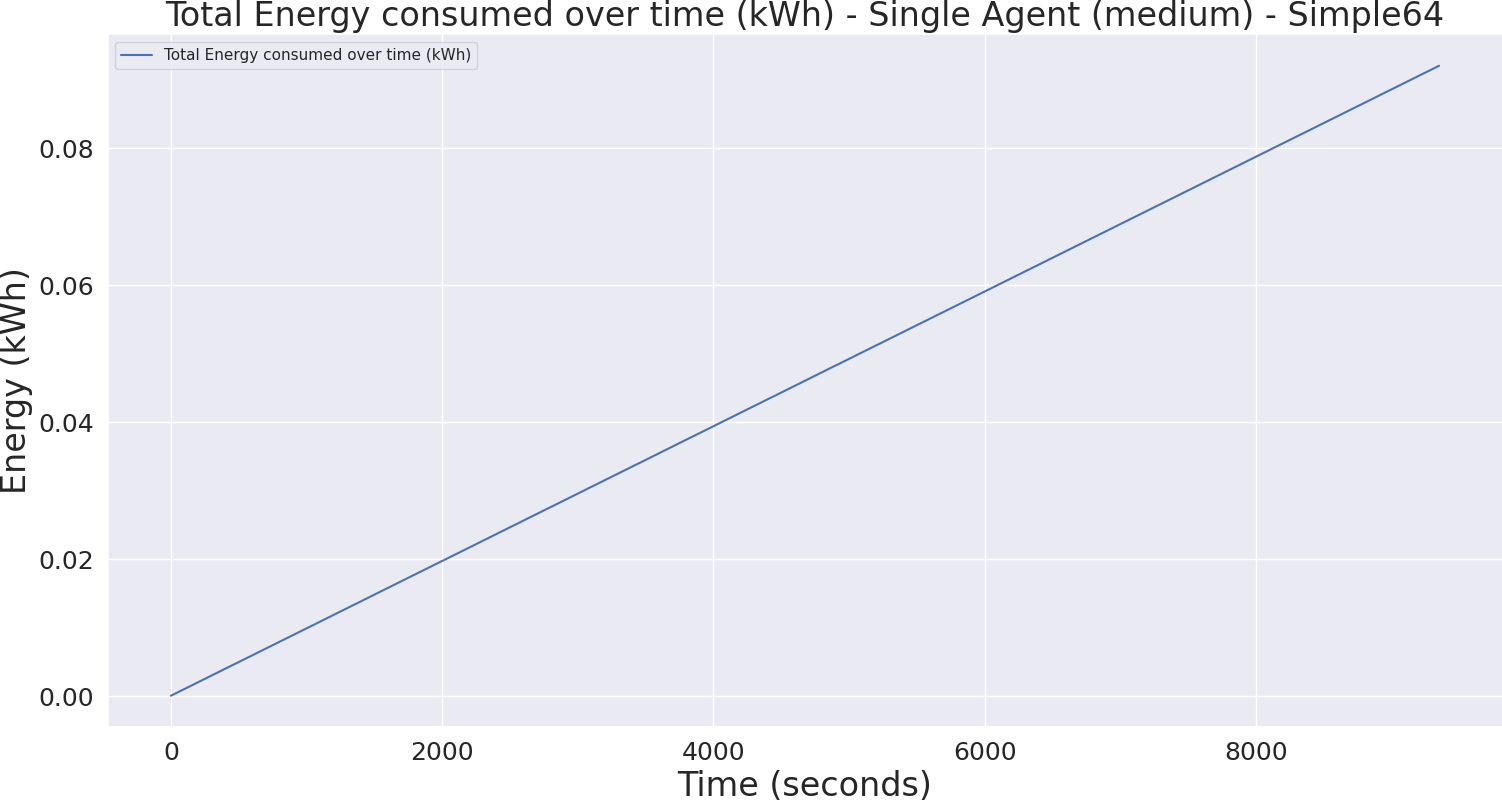 Total Energy consumed over time (kWh) - Single Agent (medium) - Simple64
Total Energy consumed over time (kWh)
0.08
0.06
0.04
0.02
0.00
Energy (kWh)
0 2000 4000 6000 8000
Time (seconds)